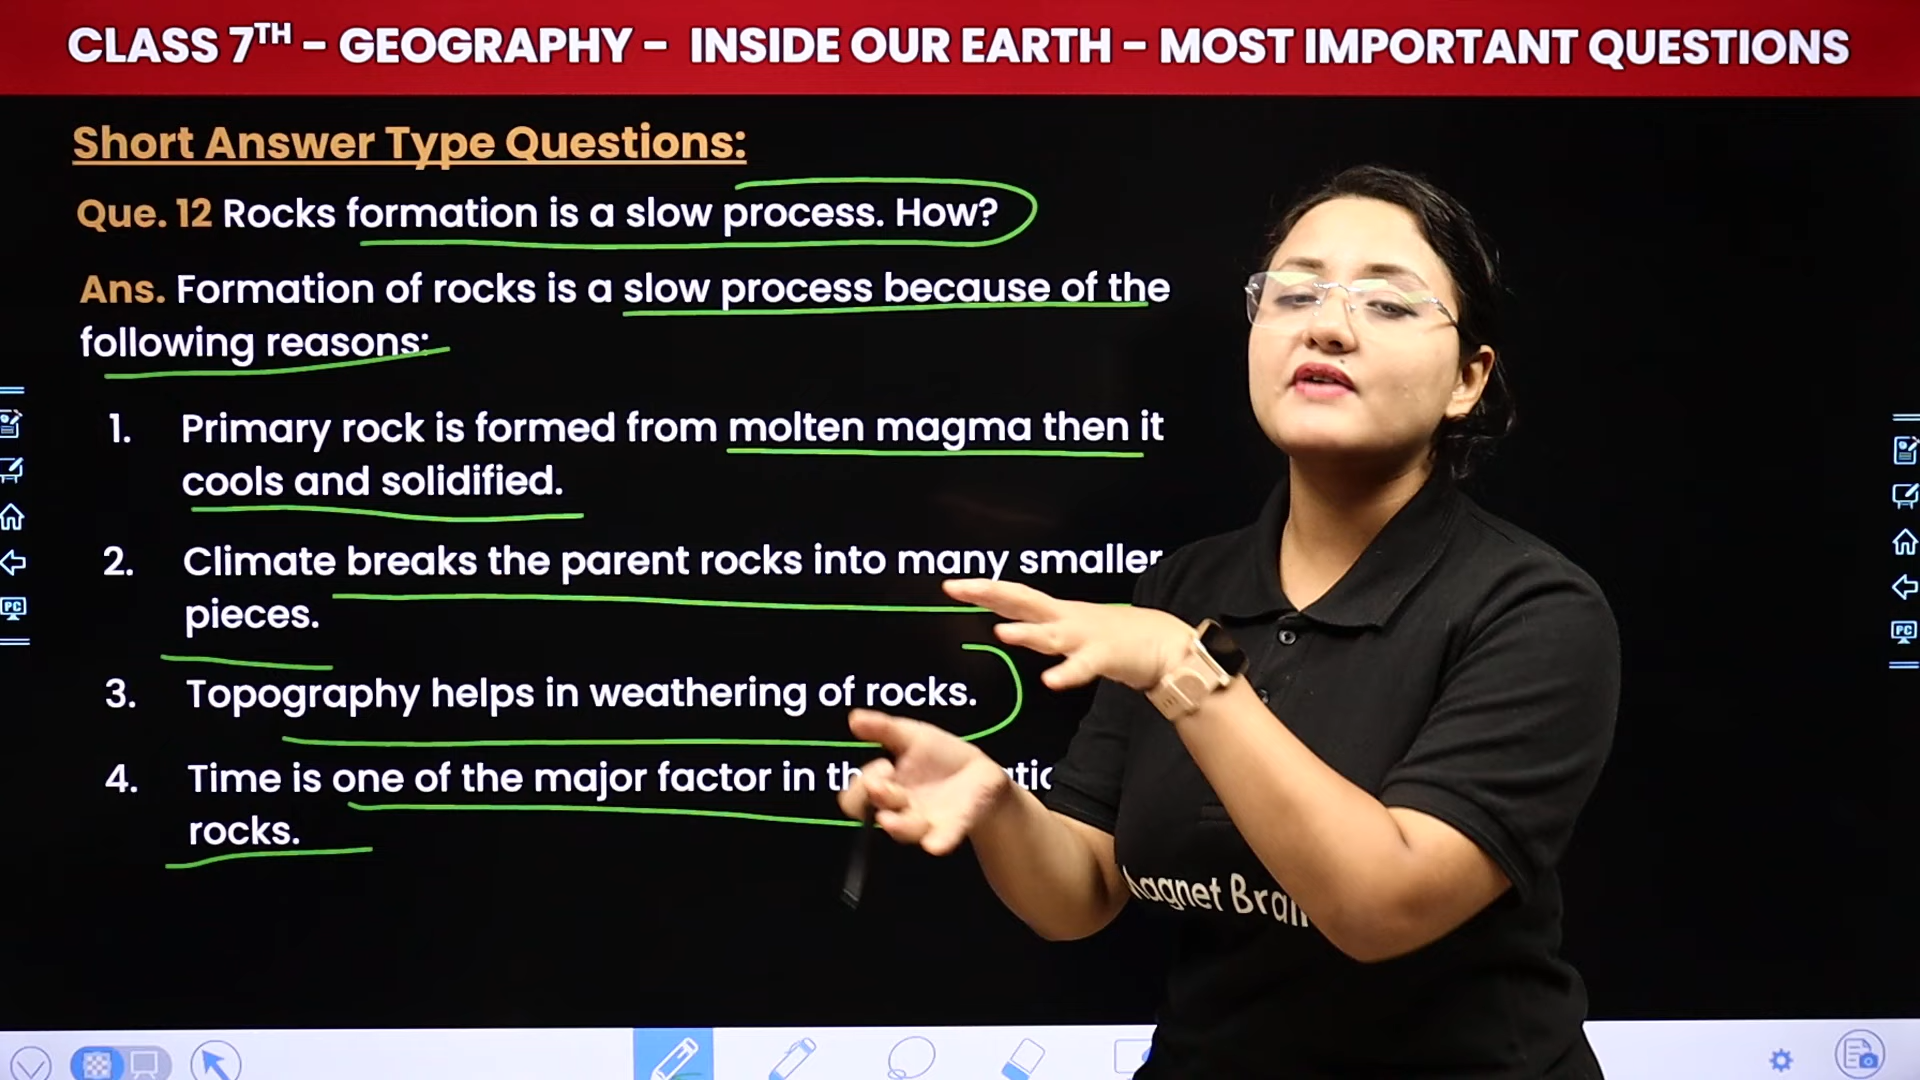 CLASS 7TH – GEOGRAPHY – INSIDE OUR EARTH – MOST IMPORTANT QUESTIONS
Short Answer Type Questions:
Que. 12 Rocks formation is a slow process. How?
Ans. Formation of rocks is a slow process because of the
following reasons:
1. Primary rock is formed from molten magma then it
cools and solidified.
2. Climate breaks the parent rocks into many smaller
pieces.
3. Topography helps in weathering of rocks.
4. Time is one of the major factor in
rocks.
PC
PC
Magnet